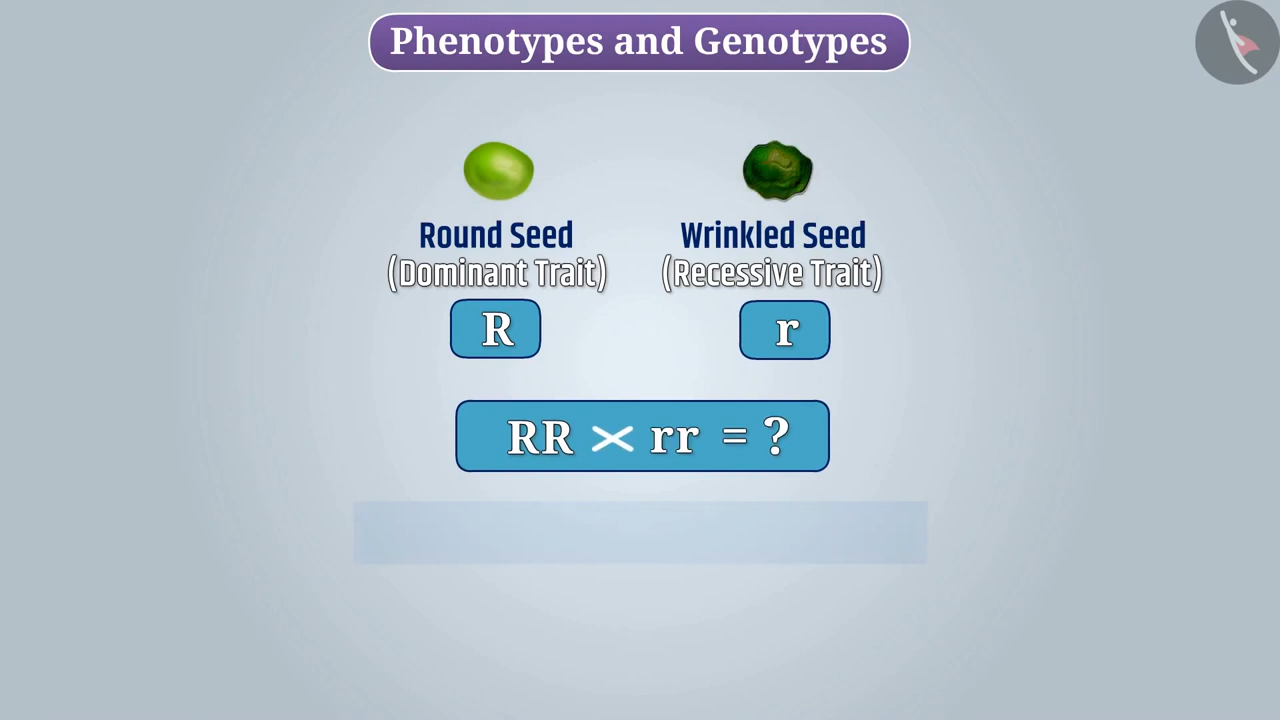 Phenotypes and Genotypes
Round Seed
Wrinkled Seed
(Dominant Trait)
(Recessive Trait)
R
r
RR × rr = ?